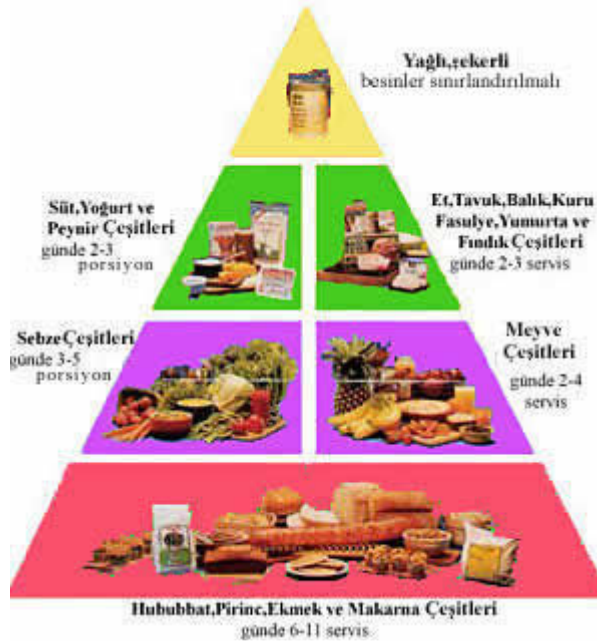 Yağlı,şekerli
besinler sınırlandırılmalı
Süt,Yoğurt ve
Peynir Çeşitleri
günde 2-3
porsiyon
Et,Tavuk,Balık,Kuru
Fasulye,Yumurta ve
Fındık Çeşitleri
günde 2-3 servis
Sebze Çeşitleri
günde 3-5
porsiyon
Meyve
Çeşitleri
günde 2-4
servis
Hububbat,Pirinc,Ekmek ve Makarna Çeşitleri
günde 6-11 servis